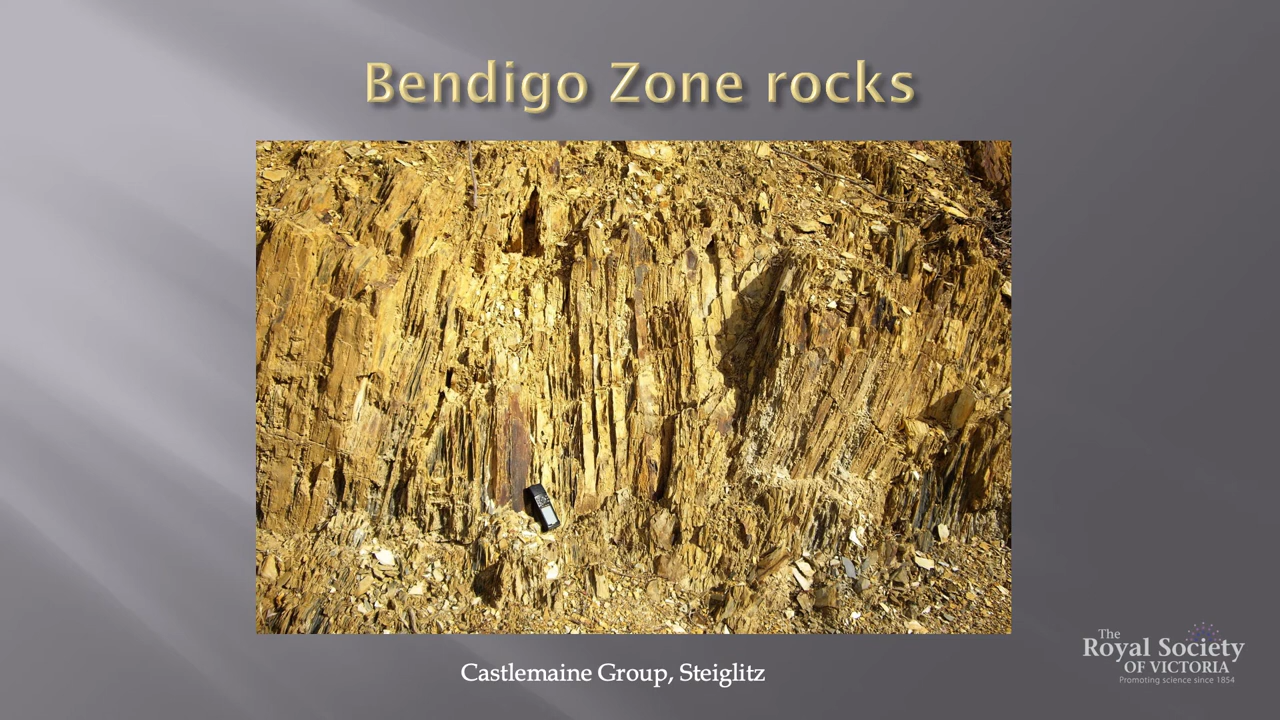 Bendigo Zone rocks
Castlemaine Group, Steiglitz
The
Royal Society
OF VICTORIA
Promoting science since 1854